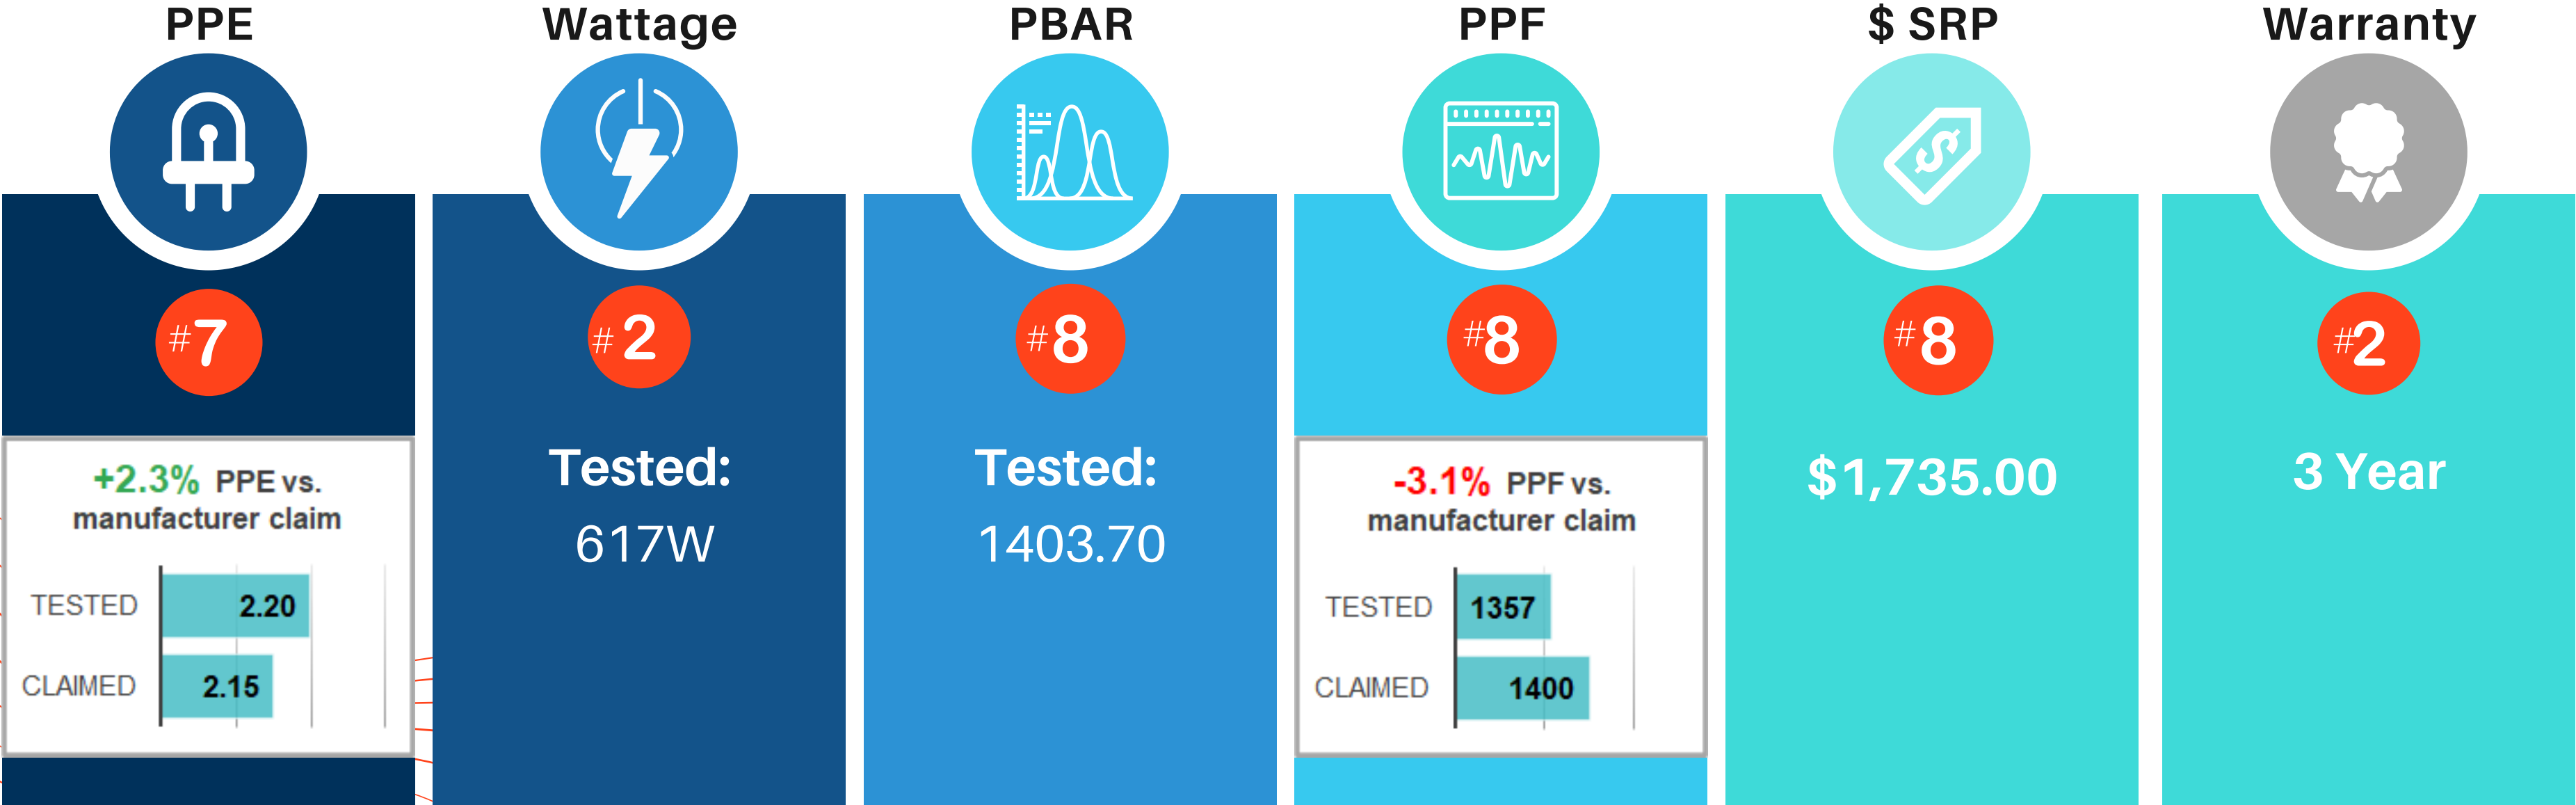 PPE
#7
+2.3% PPE vs.
manufacturer claim
TESTED 2.20
CLAIMED 2.15
Wattage
#2
Tested:
617W
PBAR
#8
Tested:
1403.70
PPF
#8
-3.1% PPF vs.
manufacturer claim
TESTED 1357
CLAIMED 1400
$ SRP
$
#8
$1,735.00
Warranty
#2
3 Year